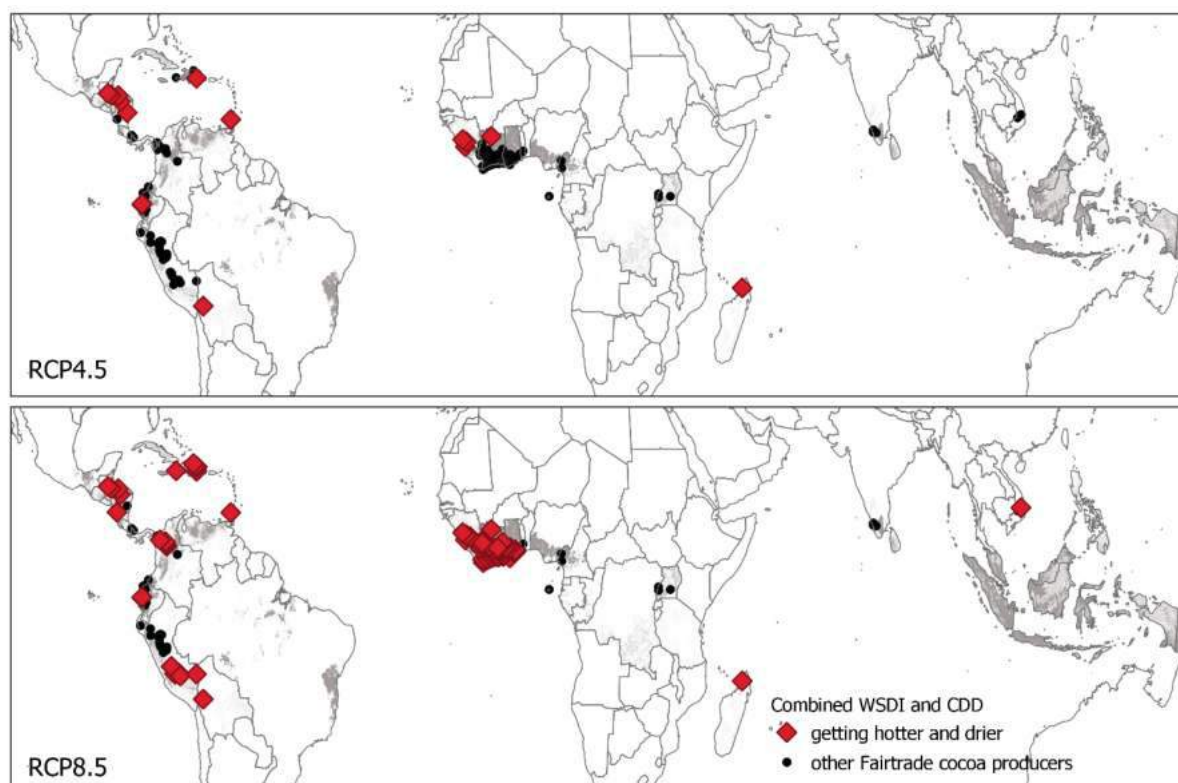 RCP4.5
Combined WSDI and CDD
getting hotter and drier
other Fairtrade cocoa producers
RCP8.5